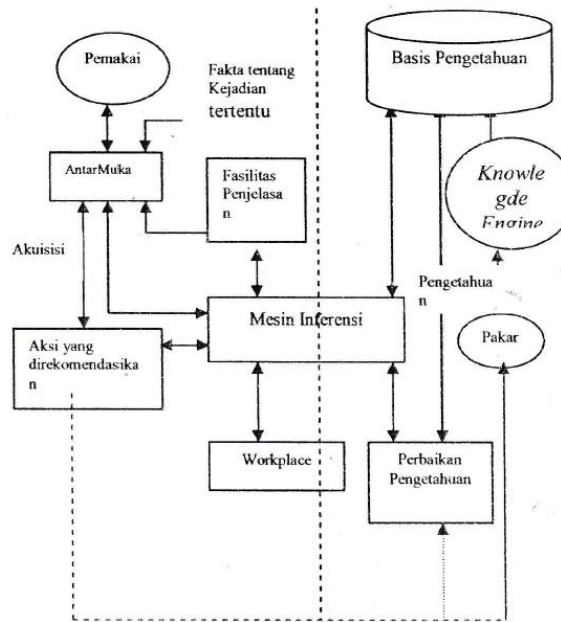 Pemakai
Fakta tentang
Kejadian
tertentu
Basis Pengetahuan
AntarMuka
Fasilitas
Penjelasa
n
Knowle
gde
Engine
Akuisisi
Pengetahua
n
Mesin Inferensi
Aksi yang
direkomendasika
n
Pakar
Workplace
Perbaikan
Pengetahuan